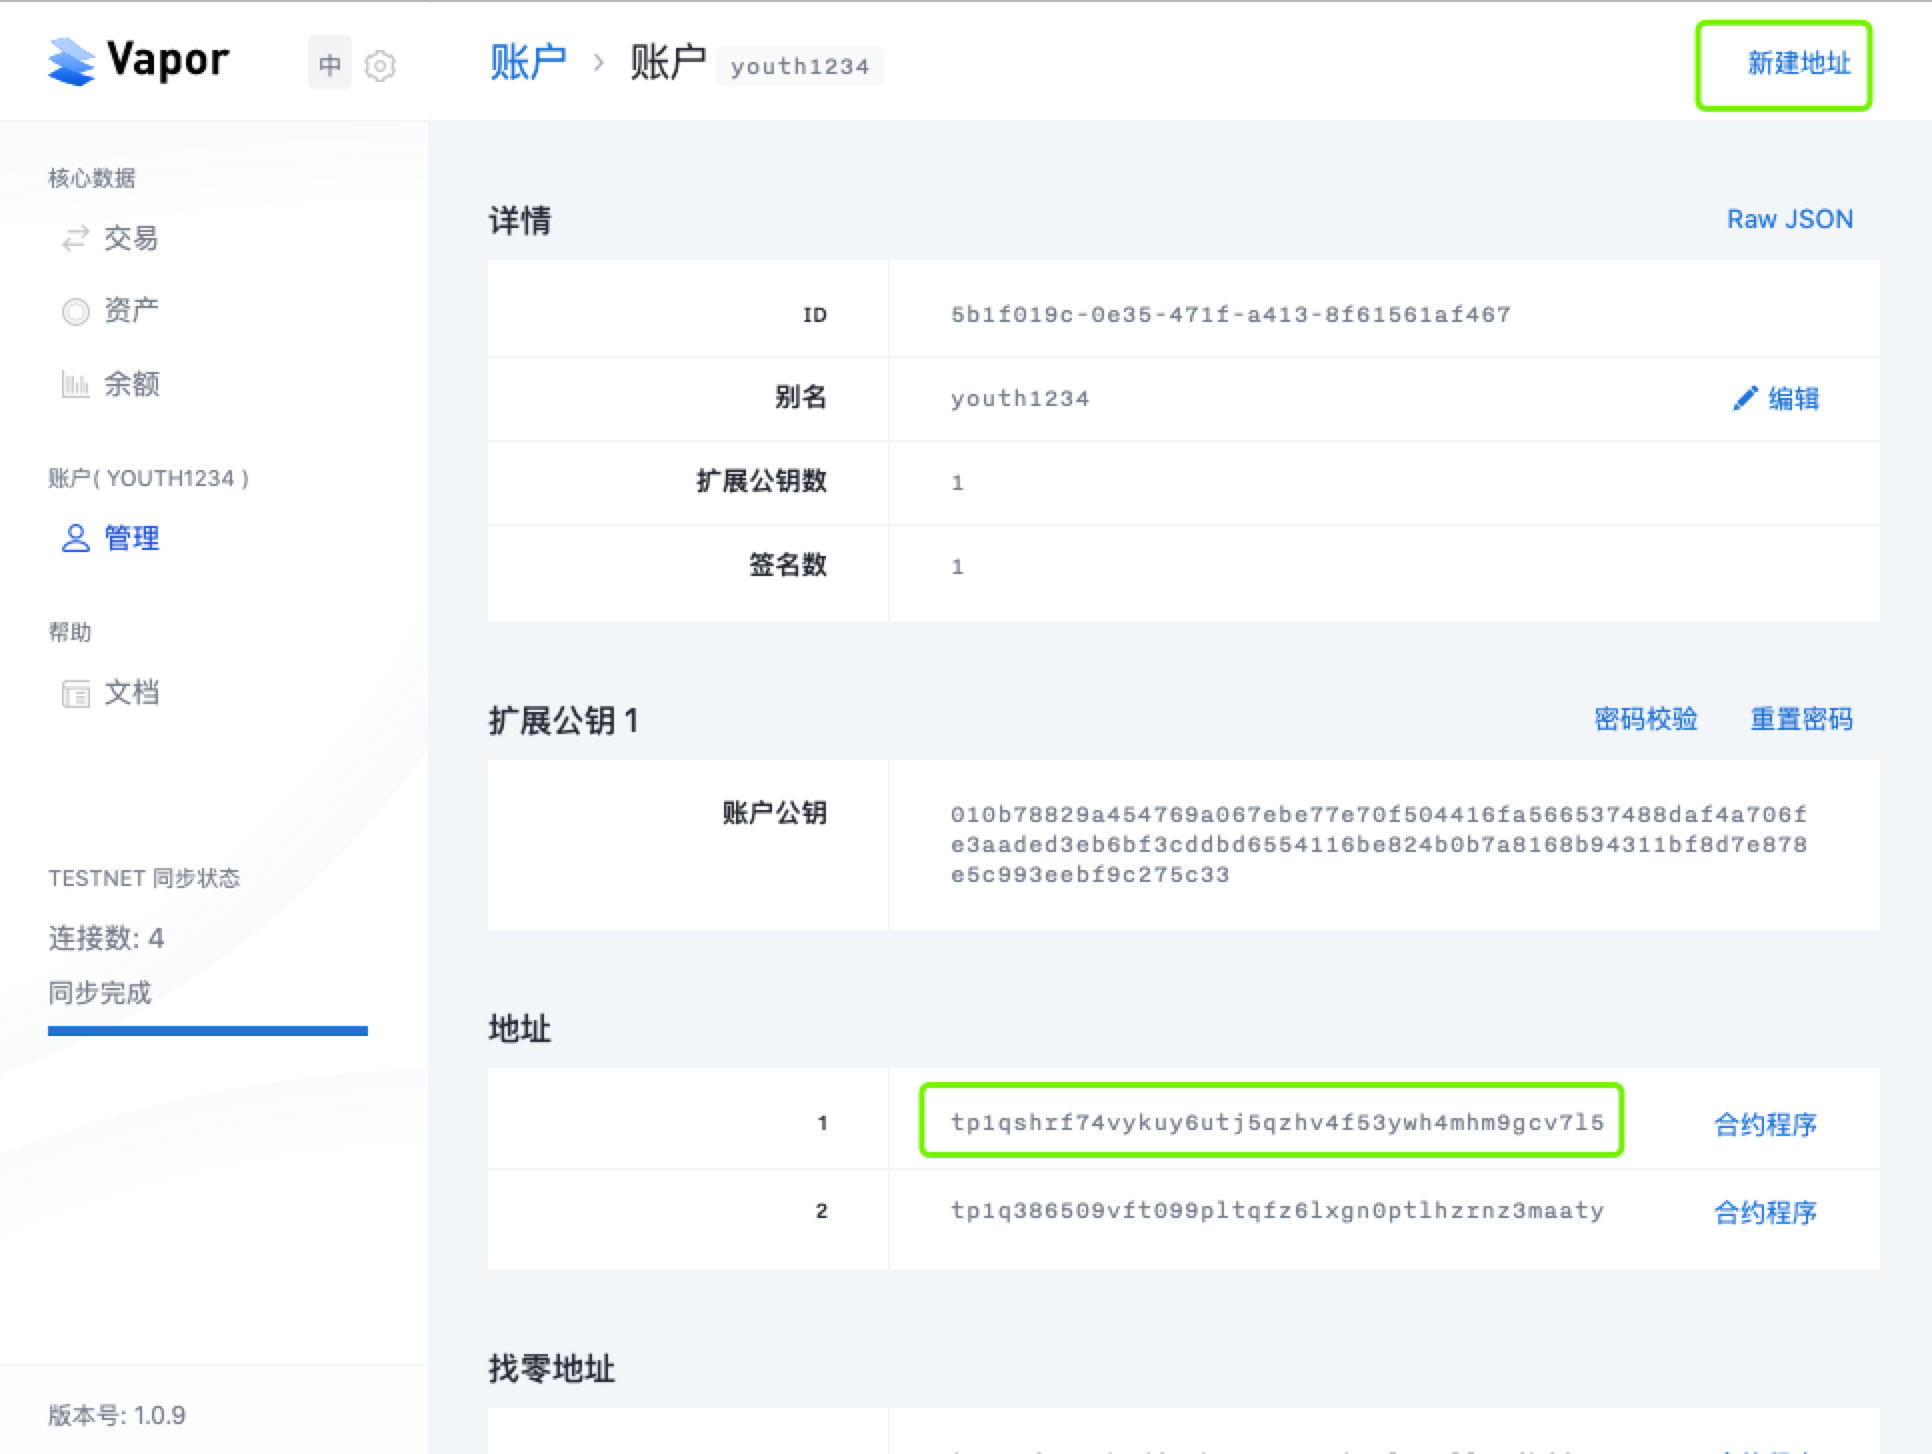 Vapor
中
账户 > 账户 youth1234
新建地址
核心数据
交易
资产
余额
账户( YOUTH1234 )
管理
帮助
文档
TESTNET 同步状态
连接数: 4
同步完成
版本号: 1.0.9
详情
Raw JSON
ID
5b1f019c-0e35-471f-a413-8f61561af467
别名
youth1234
编辑
扩展公钥数
1
签名数
1
扩展公钥 1
密码校验
重置密码
账户公钥
010b78829a454769a067ebe77e70f504416fa566537488daf4a706f
e3aaded3eb6bf3cddbd6554116be824b0b7a8168b94311bf8d7e878
e5c993eebf9c275c33
地址
1
tp1qshrf74vykuy6utj5qzhv4f53ywh4mhm9gcv7l5
合约程序
2
tp1q386509vft099pltqfz6lxgn0ptlhzrnz3maaty
合约程序
找零地址